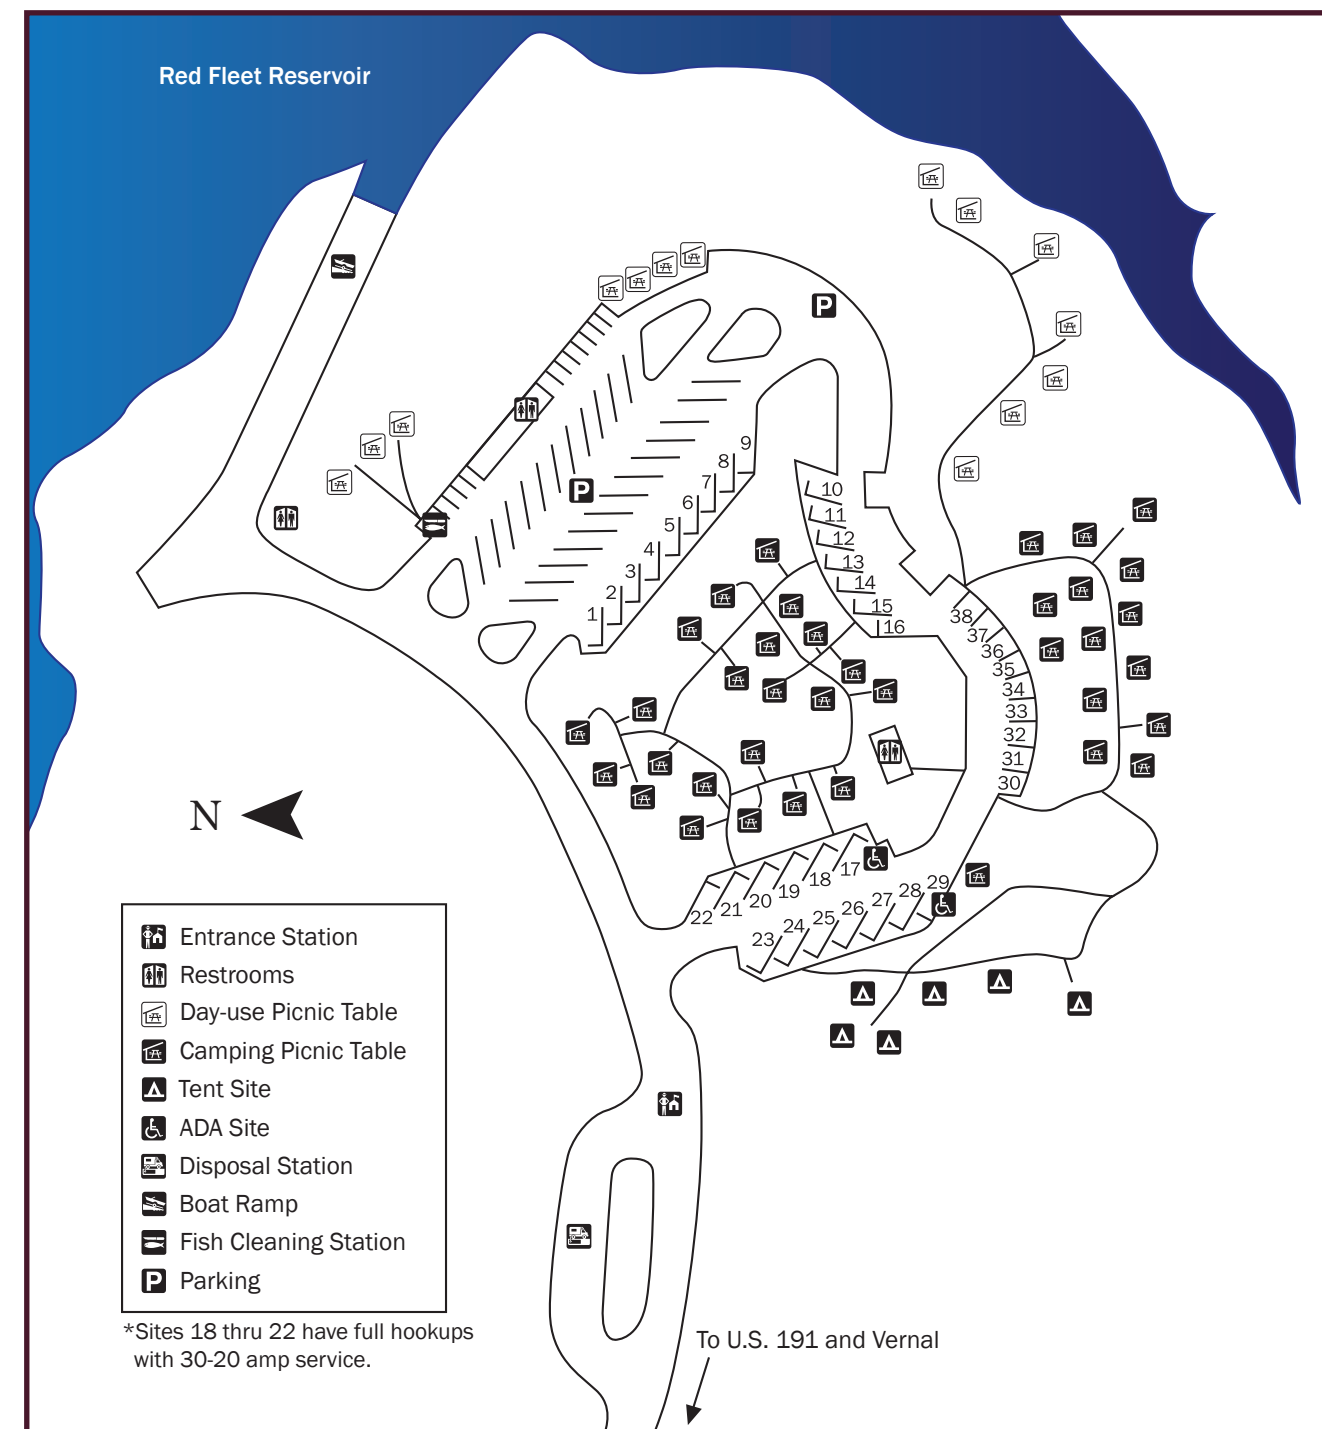 Red Fleet Reservoir
9
8
7
6
5
4
3
2
1
10
11
12
13
14
15
16
38
37
36
35
34
33
32
31
30
N
17
18
19
20
21
22
29
28
27
26
25
24
23
P
P
Entrance Station
Restrooms
Day-use Picnic Table
Camping Picnic Table
Tent Site
ADA Site
Disposal Station
Boat Ramp
Fish Cleaning Station
P Parking
*Sites 18 thru 22 have full hookups
with 30-20 amp service.
To U.S. 191 and Vernal